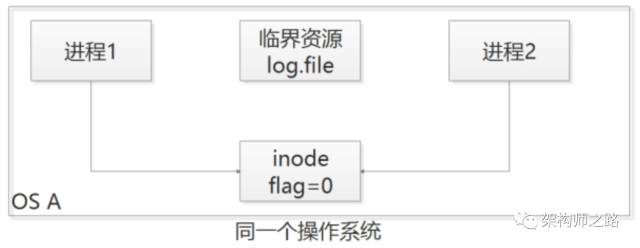 进程1
临界资源
log.file
进程2
inode
flag=0
OS A
同一个操作系统
架构师之路